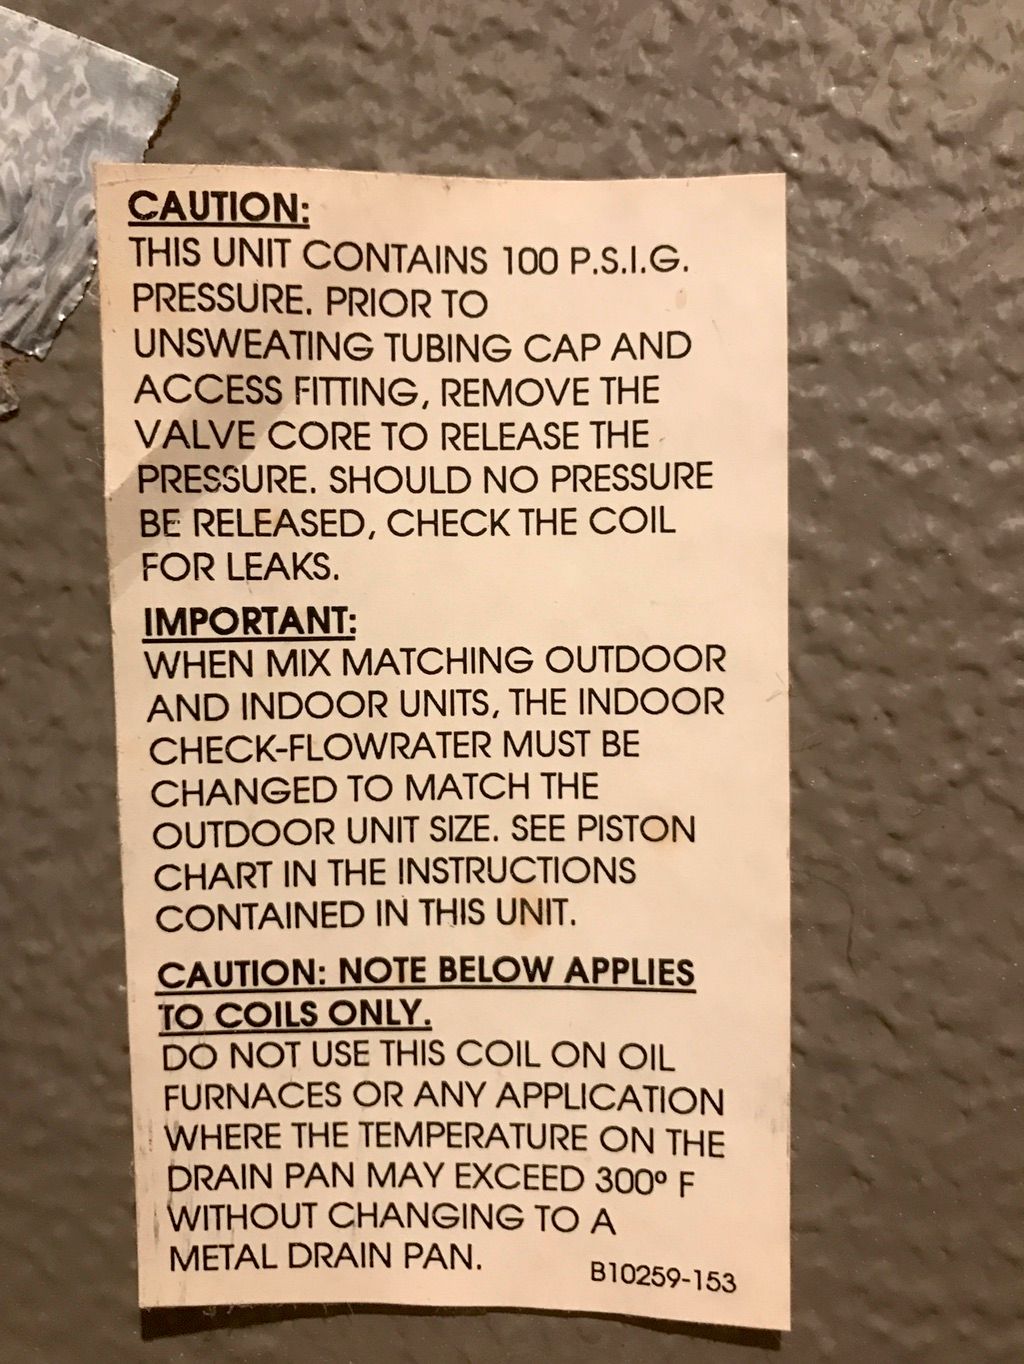 CAUTION:
THIS UNIT CONTAINS 100 P.S.I.G.
PRESSURE. PRIOR TO
UNSWEATING TUBING CAP AND
ACCESS FITTING, REMOVE THE
VALVE CORE TO RELEASE THE
PRESSURE. SHOULD NO PRESSURE
BE RELEASED, CHECK THE COIL
FOR LEAKS.
IMPORTANT:
WHEN MIX MATCHING OUTDOOR
AND INDOOR UNITS, THE INDOOR
CHECK-FLOWRATER MUST BE
CHANGED TO MATCH THE
OUTDOOR UNIT SIZE. SEE PISTON
CHART IN THE INSTRUCTIONS
CONTAINED IN THIS UNIT.
CAUTION: NOTE BELOW APPLIES
TO COILS ONLY.
DO NOT USE THIS COIL ON OIL
FURNACES OR ANY APPLICATION
WHERE THE TEMPERATURE ON THE
DRAIN PAN MAY EXCEED 300º F
WITHOUT CHANGING TO A
METAL DRAIN PAN.
B10259-153